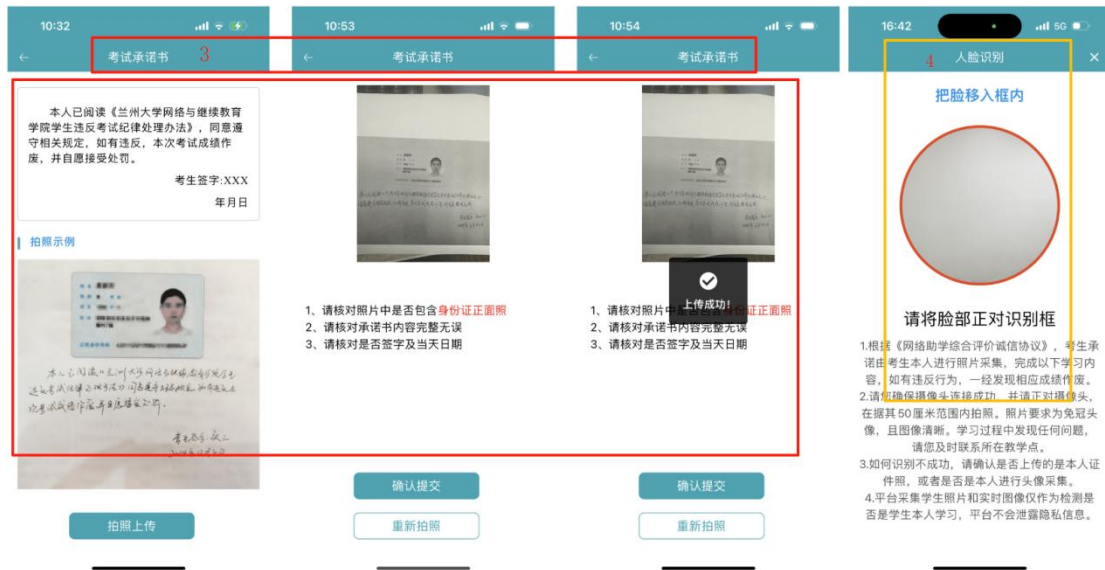 10:32
考试承诺书
3
本人已阅读《兰州大学网络与继续教育
学院学生违反考试纪律处理办法》，同意遵
守相关规定，如有违反，本次考试成绩作
废，并自愿接受处罚。
考生签字:XXX
年月日
拍照示例
拍照上传
10:53
考试承诺书
1、请核对照片中是否包含身份证正面照
2、请核对承诺书内容完整无误
3、请核对是否签字及当天日期
确认提交
重新拍照
10:54
考试承诺书
上传成功!
1、请核对照片中是否包含身份证正面照
2、请核对承诺书内容完整无误
3、请核对是否签字及当天日期
确认提交
重新拍照
16:42
5G
4
人脸识别
把脸移入框内
请将脸部正对识别框
1.根据《网络助学综合评价诚信协议》，考生承
诺由考生本人进行照片采集，完成以下学习内
容，如有违反行为，一经发现相应成绩作废。
2.请您确保摄像头连接成功，并请正对摄像头，
在据其50厘米范围内拍照。照片要求为免冠头
像，且图像清晰。学习过程中发现任何问题，
请您及时联系所在教学点。
3.如何识别不成功，请确认是否上传的是本人证
件照，或者是否是本人进行头像采集。
4.平台采集学生照片和实时图像仅作为检测是
否是学生本人学习，平台不会泄露隐私信息。